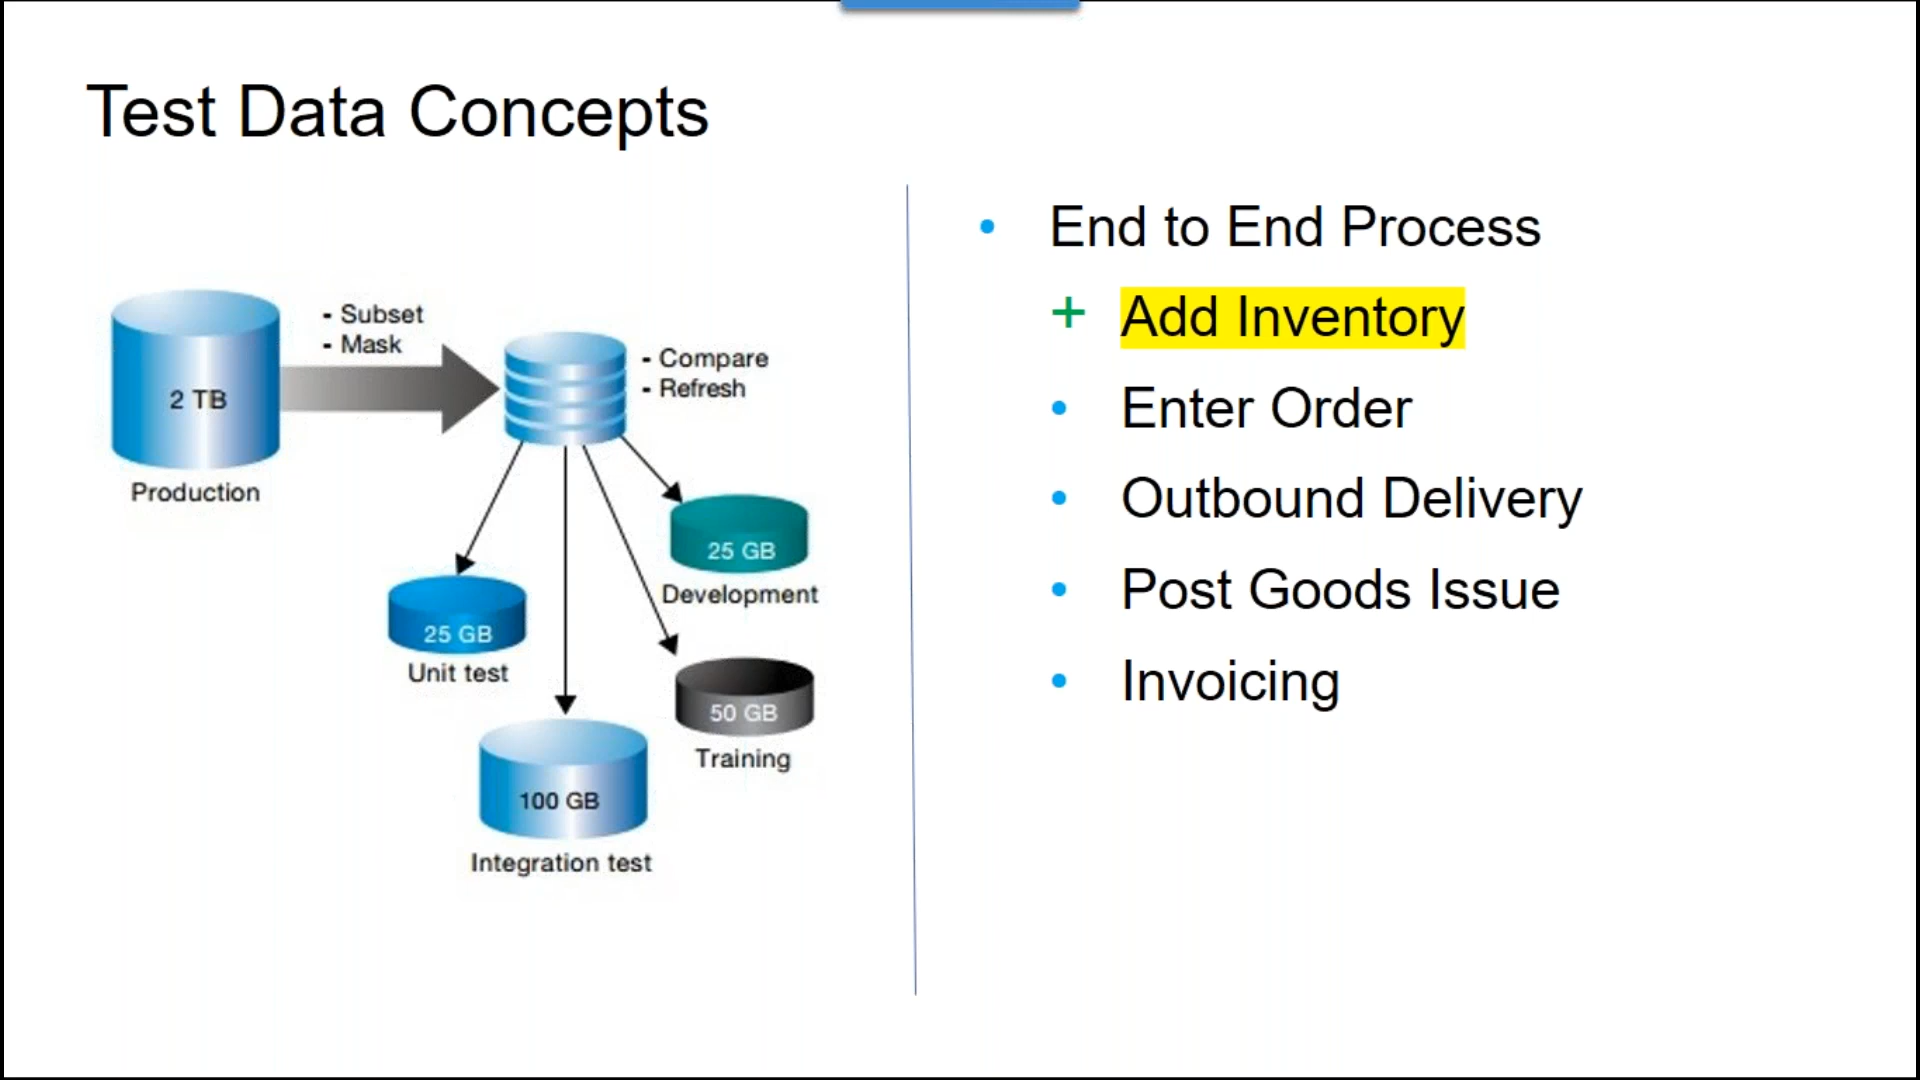 Test Data Concepts
- Subset
- Mask
2 TB
Production
- Compare
- Refresh
25 GB
Development
25 GB
Unit test
50 GB
Training
100 GB
Integration test
• End to End Process
+ Add Inventory
• Enter Order
• Outbound Delivery
• Post Goods Issue
• Invoicing